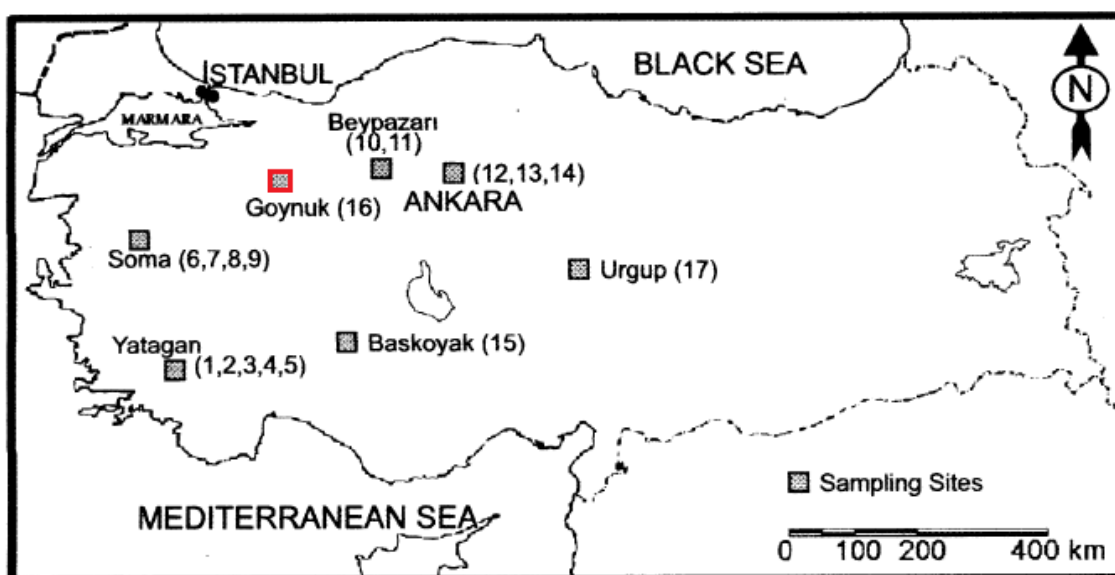 İSTANBUL
BLACK SEA
N
MARMARA
Beypazarı
(10,11)
(12,13,14)
ANKARA
Goynuk (16)
Soma (6,7,8,9)
Urgup (17)
Yatagan
(1,2,3,4,5)
Baskoyak (15)
Sampling Sites
MEDITERRANEAN SEA
0 100 200 400 km